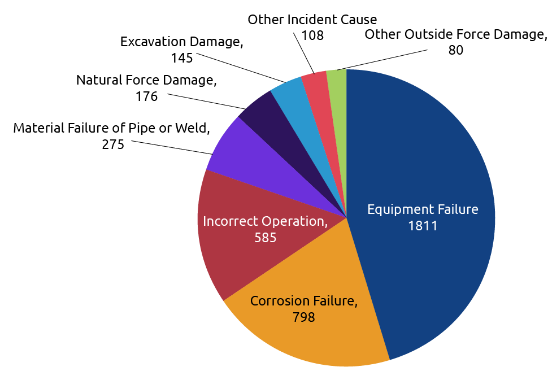 Other Incident Cause
108
Other Outside Force Damage,
80
Excavation Damage,
145
Natural Force Damage,
176
Material Failure of Pipe or Weld,
275
Equipment Failure
1811
Incorrect Operation,
585
Corrosion Failure,
798